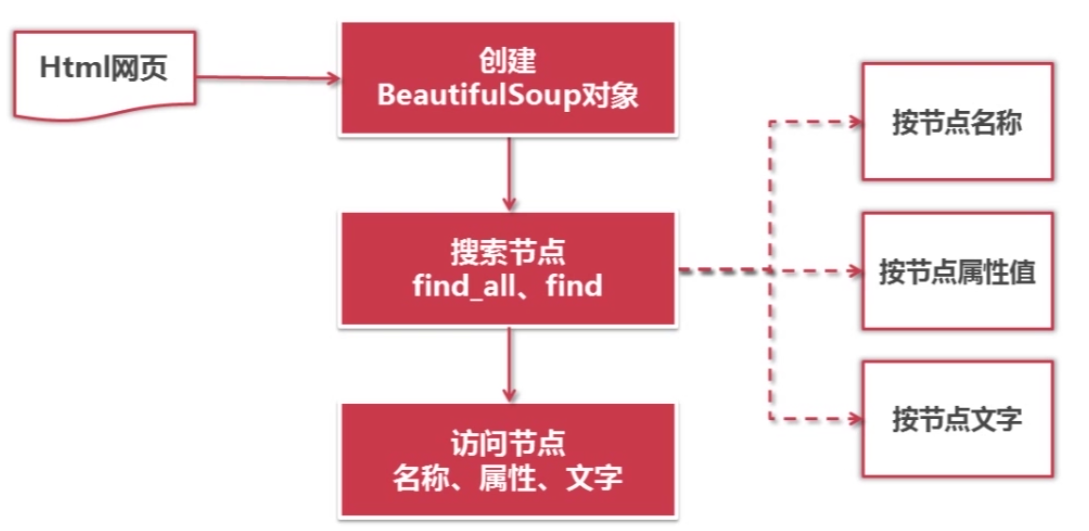 Html网页
创建
BeautifulSoup对象
搜索节点
find_all、find
访问节点
名称、属性、文字
按节点名称
按节点属性值
按节点文字